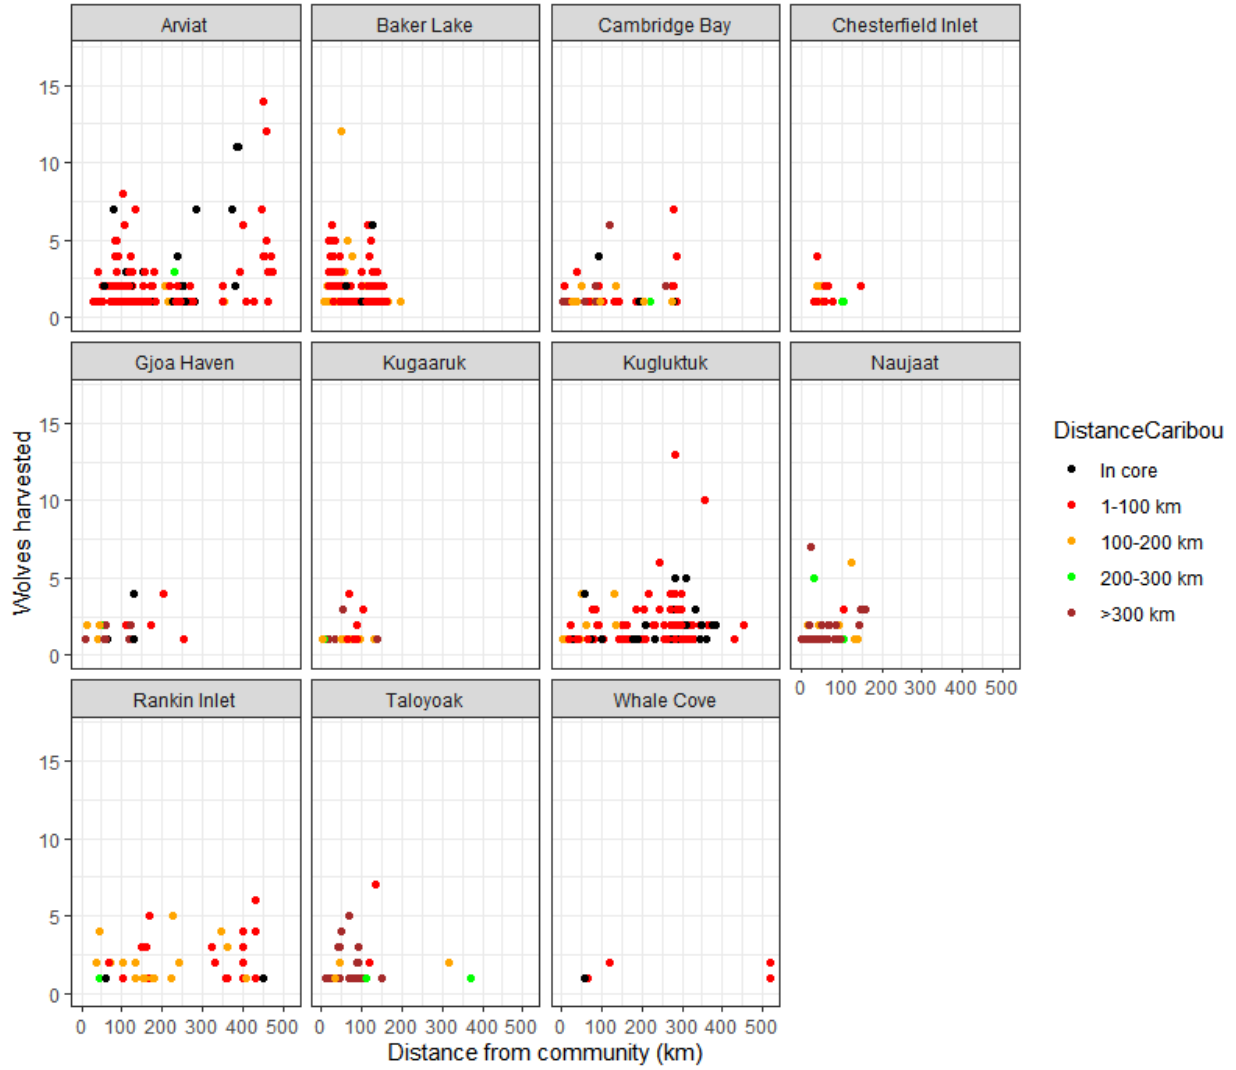 Arviat
Baker Lake
Cambridge Bay
Chesterfield Inlet
15
10
5
0
Gjoa Haven
Kugaaruk
Kugluktuk
Naujaat
15
10
5
0
0 100 200 300 400 500
Rankin Inlet
Taloyoak
Whale Cove
15
10
5
0
0 100 200 300 400 500
0 100 200 300 400 500
0 100 200 300 400 500
Distance from community (km)
Wolves harvested
DistanceCaribou
In core
1-100 km
100-200 km
200-300 km
>300 km